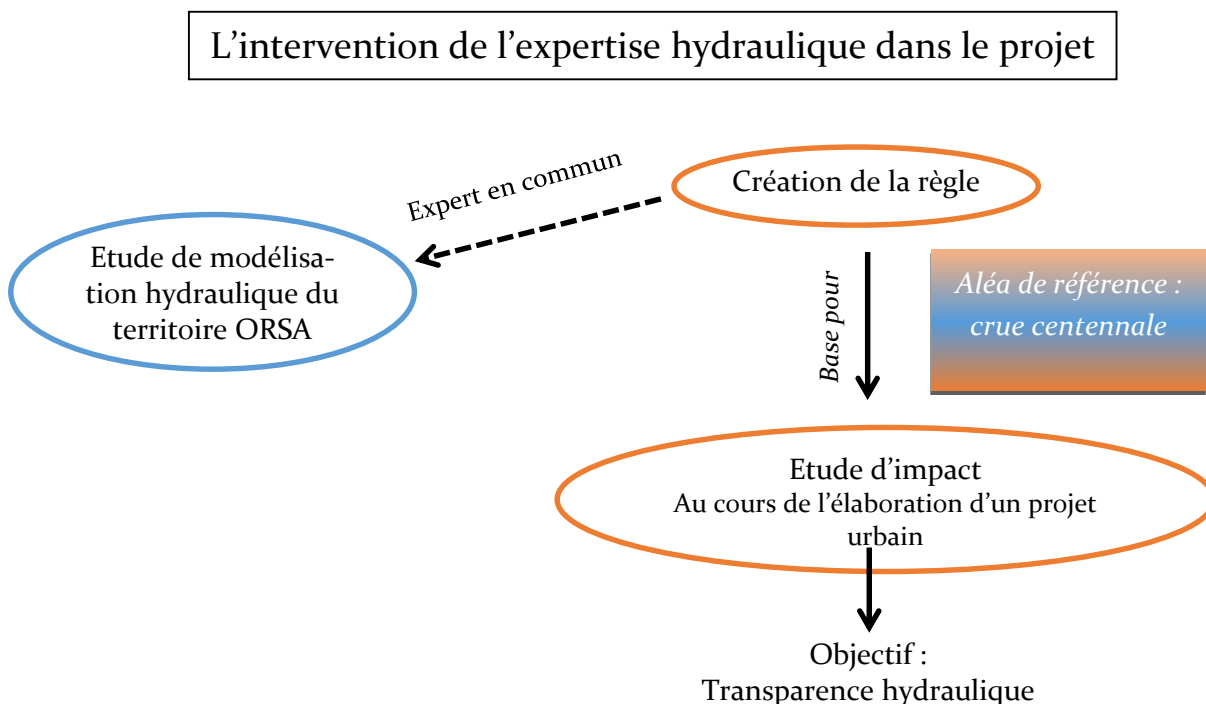 L’intervention de l’expertise hydraulique dans le projet
Expert en commun
Création de la règle
Etude de modélisa-
tion hydraulique du
territoire ORSA
Base pour
Aléa de référence :
crue centennale
Etude d’impact
Au cours de l’élaboration d’un projet
urbain
Objectif :
Transparence hydraulique